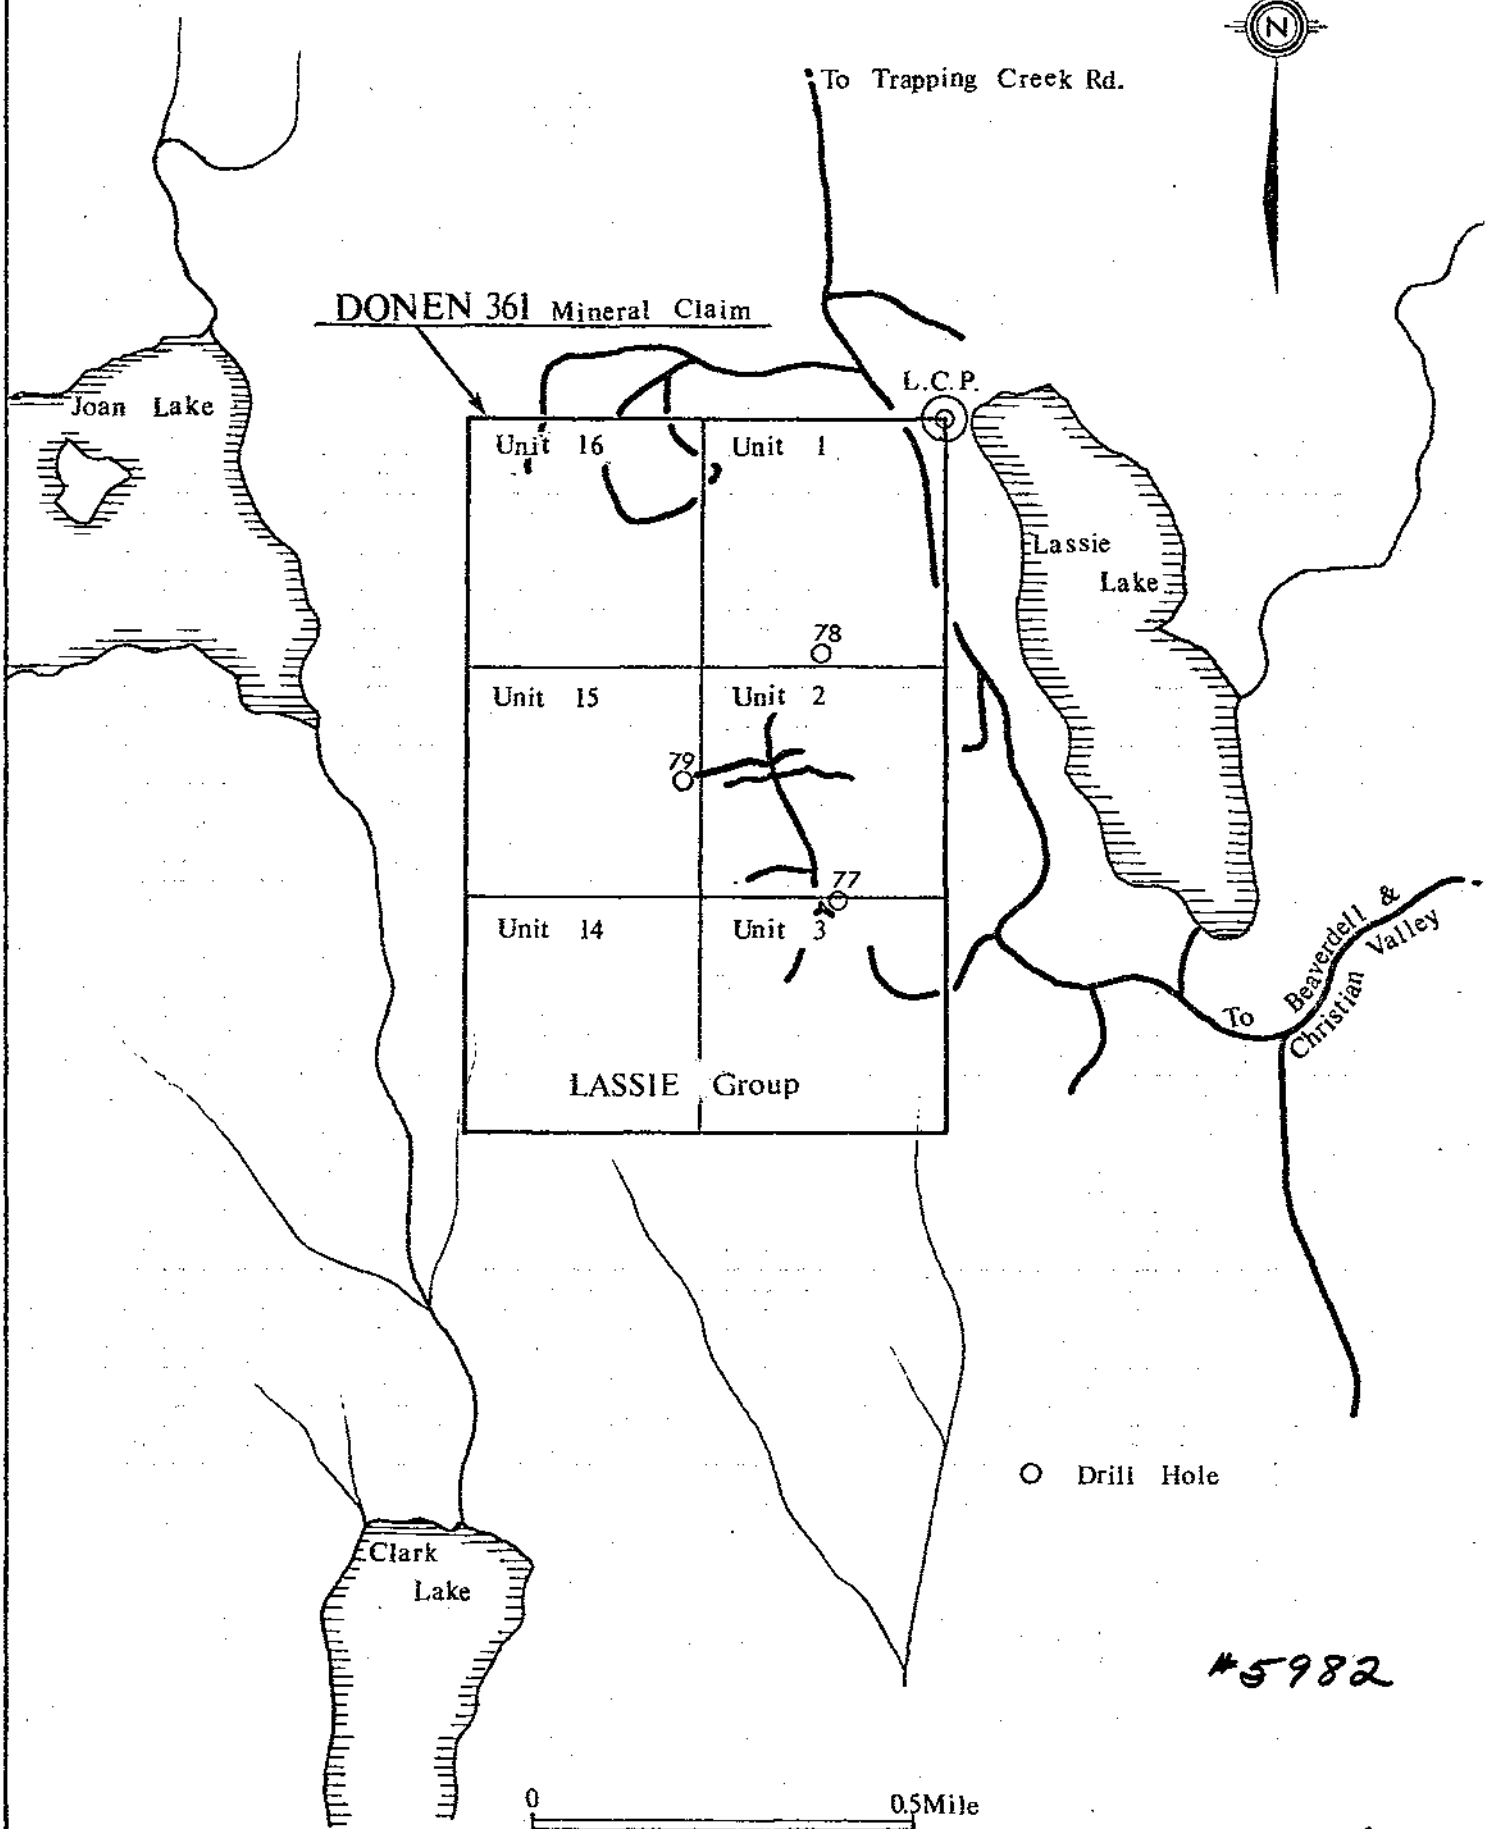 N
To Trapping Creek Rd.
DONEN 361 Mineral Claim
L.C.P.
Joan Lake
Unit 16
Unit 1
Lassie
Lake
78
Unit 15
Unit 2
79
77
Unit 14
Unit 3
To Beaverdell &
Christian Valley
LASSIE Group
Drill Hole
Clark
Lake
#5982
0
0.5Mile